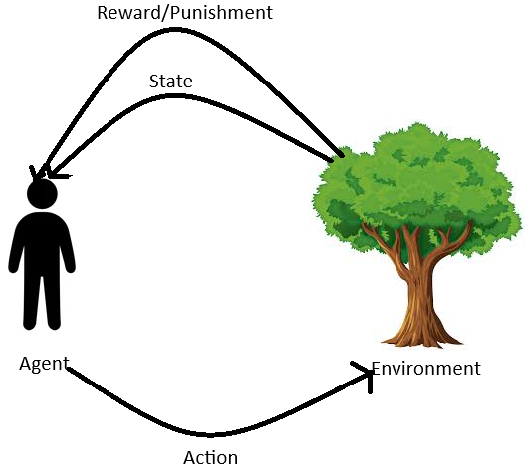 Reward/Punishment
State
Agent
Environment
Action